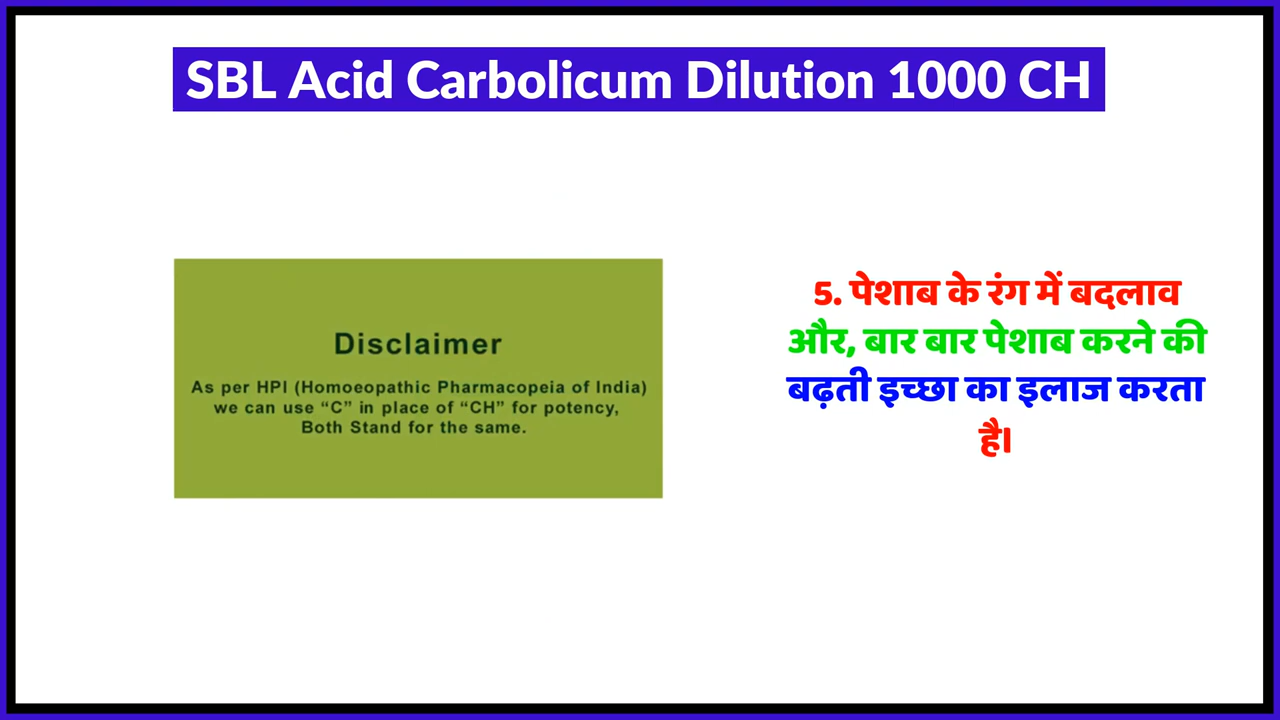 SBL Acid Carbolicum Dilution 1000 CH
Disclaimer
As per HPI (Homoeopathic Pharmacopeia of India)
we can use “C” in place of “CH” for potency,
Both Stand for the same.
5. पेशाब के रंग में बदलाव
और, बार बार पेशाब करने की
बढ़ती इच्छा का इलाज करता
है।